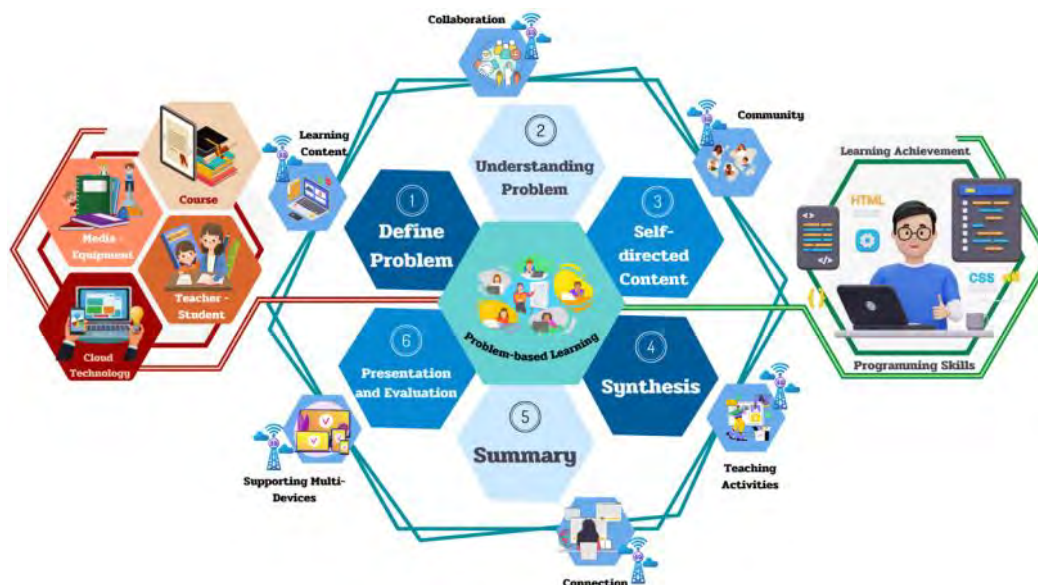 Collaboration
Community
Learning
Content
Course
Media -
Equipment
Teacher -
Student
Cloud
Technology
1
Define
Problem
2
Understanding
Problem
3
Self-
directed
Content
4
Synthesis
5
Summary
6
Presentation
and Evaluation
Problem-based Learning
Supporting Multi-
Devices
Connection
Teaching
Activities
Learning Achievement
</>
HTML
CSS
{}
Programming Skills